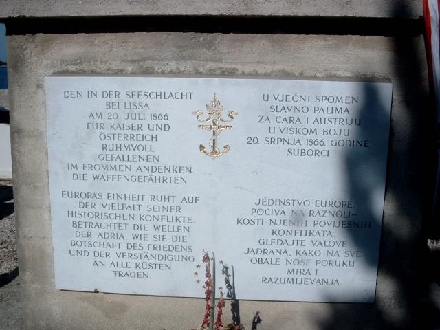 DEN IN DER SEESCHLACHT
BEI LISSA
AM 20. JULI 1866
FÜR KAISER UND
ÖSTERREICH
RUHMVOLL
GEFALLENEN
IM FROMMEN ANDENKEN
DIE WAFFENGEFÄHRTEN
EUROPAS EINHEIT RUHT AUF
DER VIELFALT SEINER
HISTORISCHEN KONFLIKTE.
BETRACHTET DIE WELLEN
DER ADRIA, WIE SIE DIE
BOTSCHAFT DES FRIEDENS
UND DER VERSTÄNDIGUNG
AN ALLE KÜSTEN
TRAGEN.
U VJEČNI SPOMEN
SLAVNO PALIMA
ZA CARA I AUSTRIJU
U VIŠKOM BOJU
20. SRPNJA 1866. GODINE
SUBORCI
JEDINSTVO EUROPE
POČIVA NA RAZNOLI-
KOSTI NJENIH POVIJESNIH
KONFLIKATA.
GLEDAJTE VALOVE
JADRANA, KAKO NA SVE
OBALE NOSE PORUKU
MIRA I
RAZUMIJEVANJA.